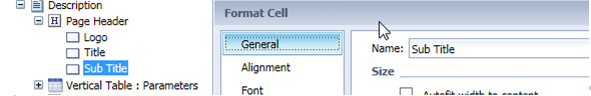 Description
H Page Header
Logo
Title
Sub Title
Vertical Table : Parameters
Format Cell
General
Alignment
Font
Name: Sub Title
Size
Autofit width to content